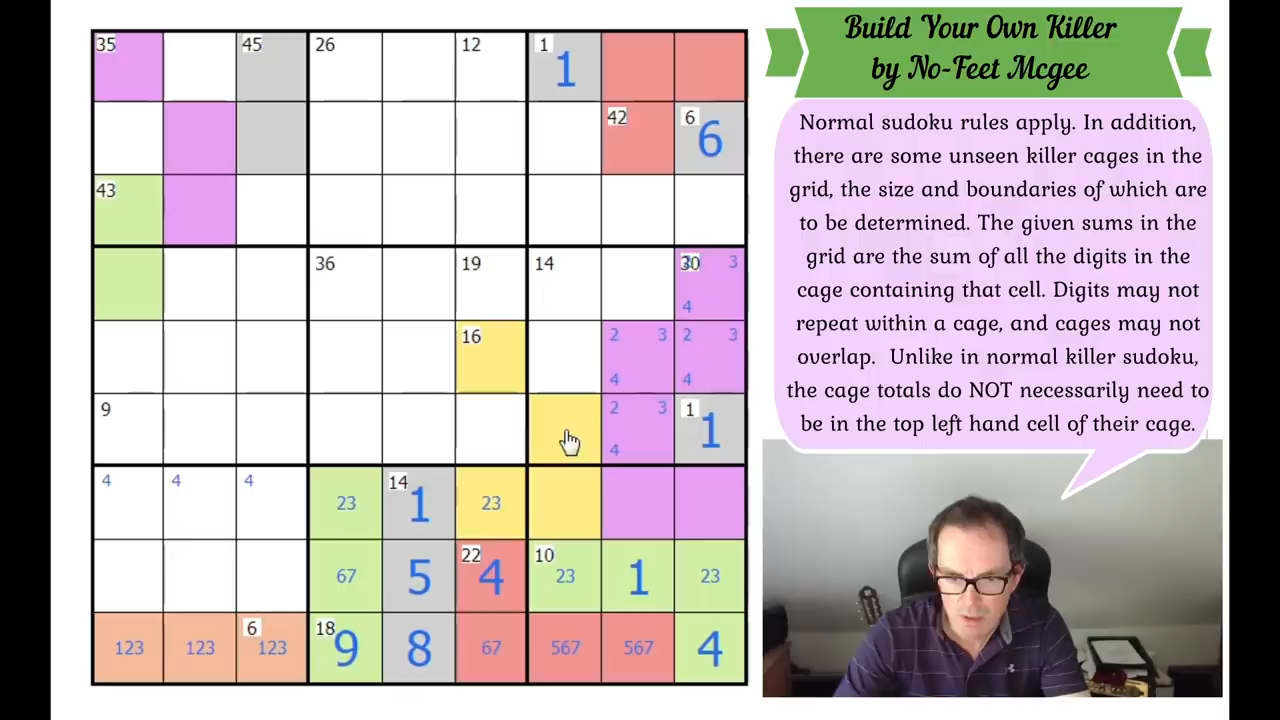 Build Your Own Killer
by No-Feet Mcgee
Normal sudoku rules apply. In addition,
there are some unseen killer cages in the
grid, the size and boundaries of which are
to be determined. The given sums in the
grid are the sum of all the digits in the
cage containing that cell. Digits may not
repeat within a cage, and cages may not
overlap. Unlike in normal killer sudoku,
the cage totals do NOT necessarily need to
be in the top left hand cell of their cage.
35 45 26 12 1 1
42 6 6
43
36 19 14 30 3
4
16 2 3 2 3
4 4
9 2 3 1 1
4
4 4 4 23 14 1 23
67 5 22 4 10 23 1 23
123 123 6 123 18 9 8 67 567 567 4